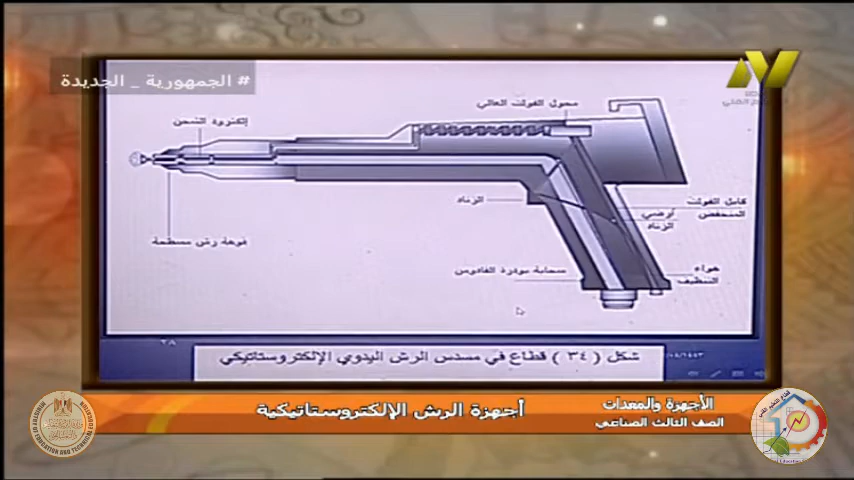 # الجمهورية _ الجديدة
محول الفولت العالي
إلكترود الشحن
كابل الفولت
المنخفض
أرضي
الزناد
الزناد
فوهة رش مسطحة
سحابة بودرة الفادوس
هواء
التنظيف
٢٨
شكل ( ٣٤ ) قطاع في مسدس الرش اليدوي الإلكتروستاتيكي
الأجهزة والمعدات
أجهزة الرش الإلكتروستاتيكية
الصف الثالث الصناعي